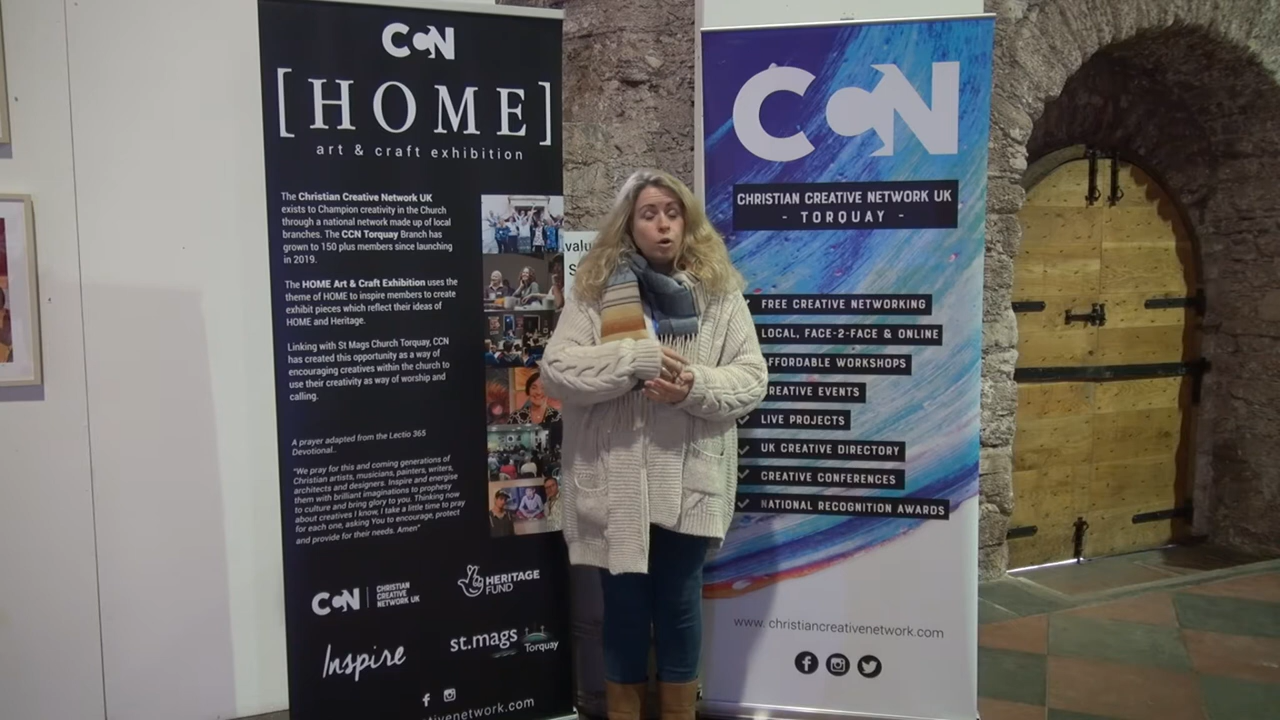 CCN
[HOME]
art & craft exhibition
The Christian Creative Network UK
exists to Champion creativity in the Church
through a national network made up of local
branches. The CCN Torquay Branch has
grown to 150 plus members since launching
in 2019.
The HOME Art & Craft Exhibition uses the
theme of HOME to inspire members to create
exhibit pieces which reflect their ideas of
HOME and Heritage.
Linking with St Mags Church Torquay, CCN
has created this opportunity as a way of
encouraging creatives within the church to
use their creativity as way of worship and
calling.
A prayer adapted from the Lectio 365
Devotional..
"We pray for this and coming generations of
Christian artists, musicians, painters, writers,
architects and designers. Inspire and energise
them with brilliant imaginations to prophesy
to culture and bring glory to you. Thinking now
about creatives I know, I take a little time to pray
for each one, asking You to encourage, protect
and provide for their needs. Amen"
CCN | CHRISTIAN
CREATIVE
NETWORK UK
HERITAGE
FUND
Inspire
st.mags
Torquay
tivenetwork.com
valu
S
CCN
CHRISTIAN CREATIVE NETWORK UK
- TORQUAY -
FREE CREATIVE NETWORKING
LOCAL, FACE-2-FACE & ONLINE
FFORDABLE WORKSHOPS
REATIVE EVENTS
LIVE PROJECTS
UK CREATIVE DIRECTORY
CREATIVE CONFERENCES
NATIONAL RECOGNITION AWARDS
www. christiancreativenetwork.com